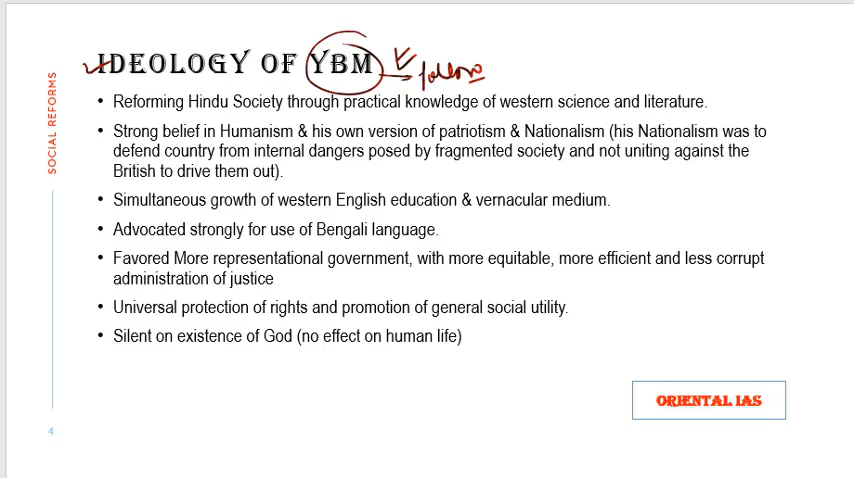 IDEOLOGY OF YBM
follow
SOCIAL REFORMS
• Reforming Hindu Society through practical knowledge of western science and literature.
• Strong belief in Humanism & his own version of patriotism & Nationalism (his Nationalism was to
defend country from internal dangers posed by fragmented society and not uniting against the
British to drive them out).
• Simultaneous growth of western English education & vernacular medium.
• Advocated strongly for use of Bengali language.
• Favored More representational government, with more equitable, more efficient and less corrupt
administration of justice
• Universal protection of rights and promotion of general social utility.
• Silent on existence of God (no effect on human life)
ORIENTAL IAS
4